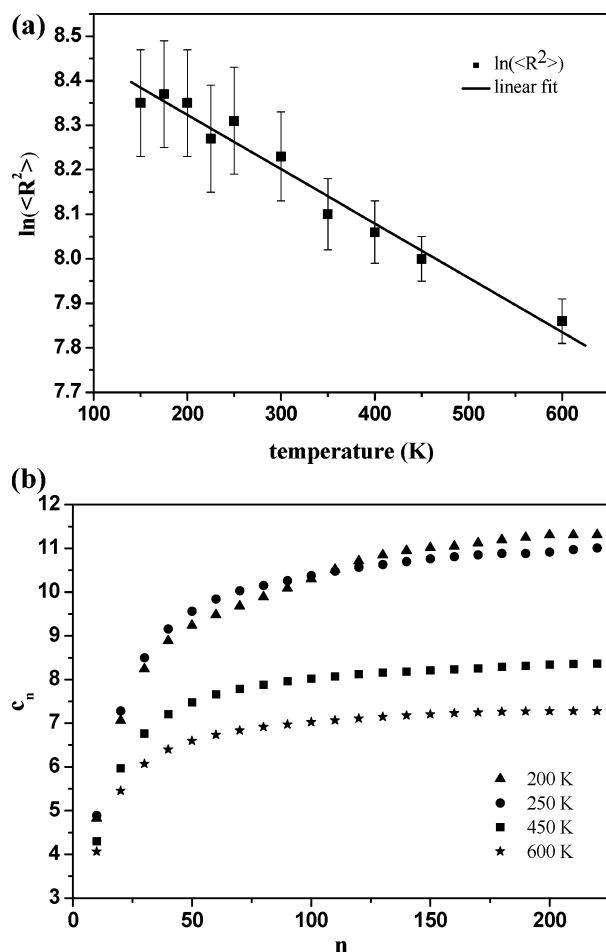 (a)
8.5
8.4
8.3
8.2
8.1
8.0
7.9
7.8
7.7
ln(<R²>)
ln(<R²>)
linear fit
100 200 300 400 500 600
temperature (K)
(b)
12
11
10
9
8
7
6
5
4
3
cₙ
200 K
250 K
450 K
600 K
0 50 100 150 200
n